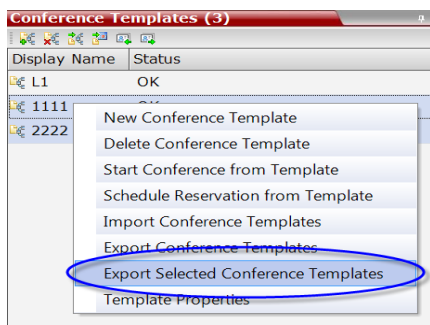 Conference Templates (3)
Display Name Status
L1 OK
1111
2222
New Conference Template
Delete Conference Template
Start Conference from Template
Schedule Reservation from Template
Import Conference Templates
Export Conference Templates
Export Selected Conference Templates
Template Properties